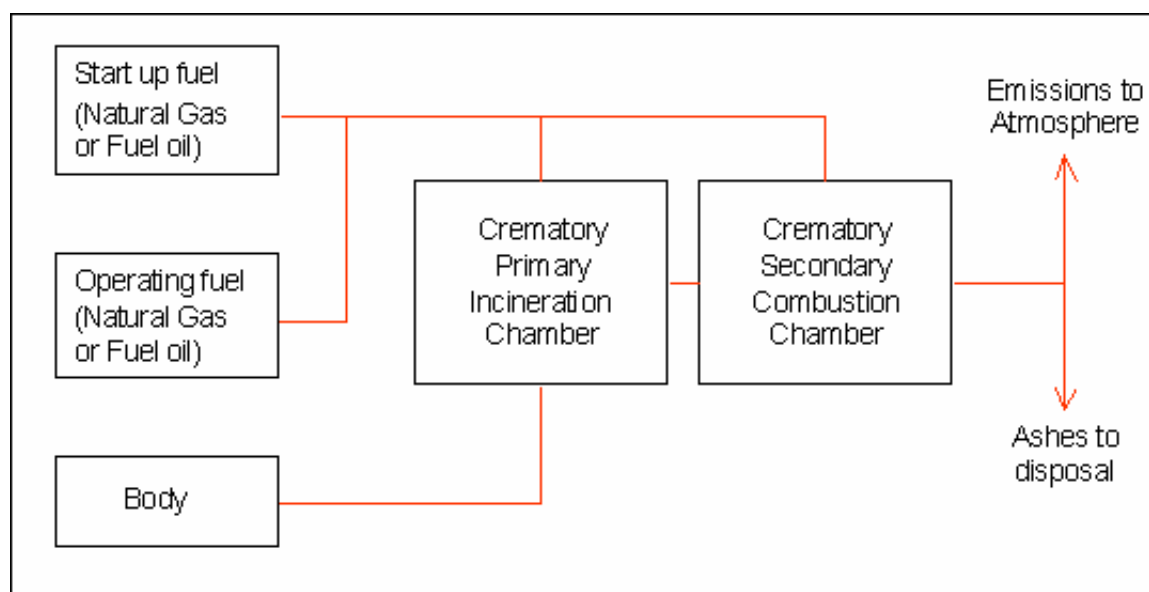 Start up fuel
(Natural Gas
or Fuel oil)
Operating fuel
(Natural Gas
or Fuel oil)
Body
Crematory
Primary
Incineration
Chamber
Crematory
Secondary
Combustion
Chamber
Emissions to
Atmosphere
Ashes to
disposal